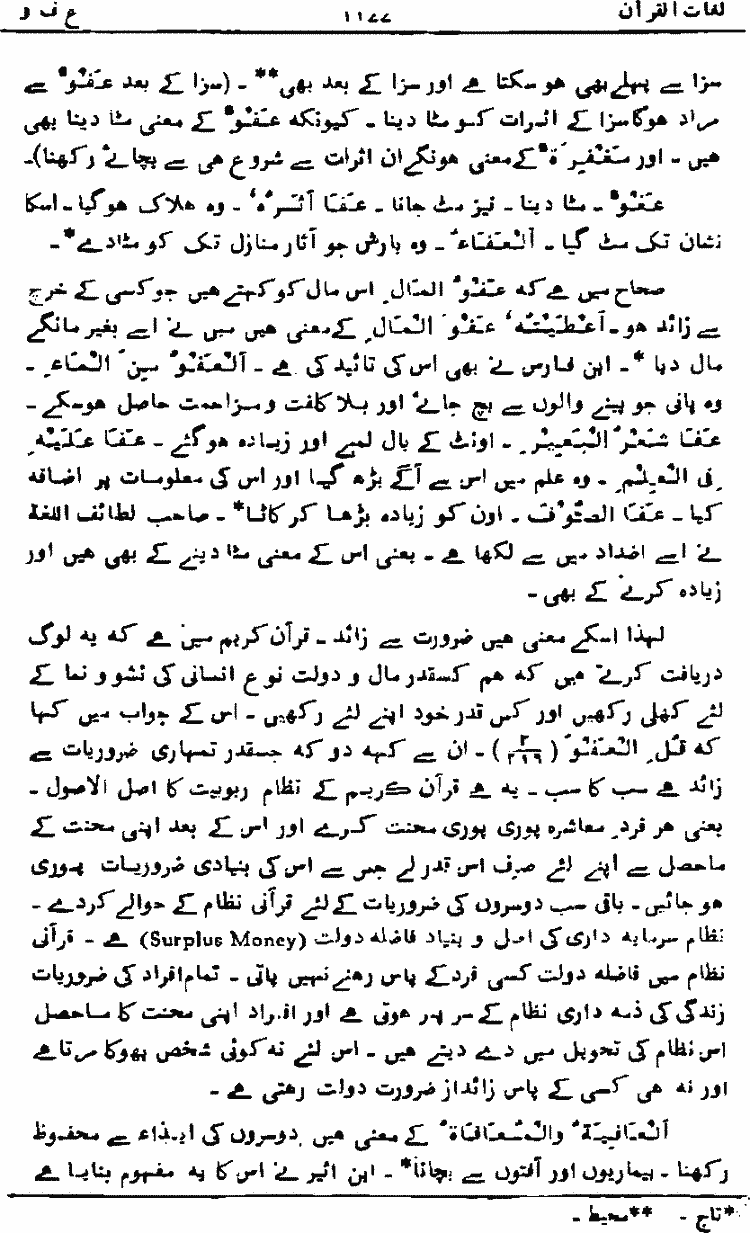 لغات القرآن ۱۱۷۷ ع ف و
سزا سے پہلے بھی ہو سکتا ہے اور سزا کے بعد بھی** ۔ (سزا کے بعد عَفْوٌ سے
مراد ہوگا سزا کے اثرات کو مٹا دینا ۔ کیونکہ عَفْوٌ کے معنی مٹا دینا بھی
ہیں ۔ اور مَغْفِرَۃٌ کے معنی ہونگے ان اثرات سے شروع ہی سے بچائے رکھنا)۔
عَفْوٌ ۔ مٹا دینا ۔ نیز مٹ جانا ۔ عَفَا اَثَرُہٗ ۔ وہ ہلاک ہوگیا ۔ اسکا
نشان تک مٹ گیا ۔ اَلْعَفَاءُ ۔ وہ بارش جو آثار منازل تک کو مٹا دے* ۔
صحاح میں ہے کہ عَفْوُ المَالِ اس مال کو کہتے ہیں جو کسی کے خرچ
سے زائد ہو ۔ اَعْطَیْتُہٗ عَفْوَ الْمَالِ کے معنی ہیں میں نے اسے بغیر مانگے
مال دیا * ۔ ابن فارس نے بھی اس کی تائید کی ہے ۔ اَلْعَفْوُ مِنَ الْمَاءِ ۔
وہ پانی جو پینے والوں سے بچ جائے اور بلا کلفت و مزاحمت حاصل ہوسکے ۔
عَفَا شَعْرُ الْبَعِیْرِ ۔ اونٹ کے بال لمبے اور زیادہ ہوگئے ۔ عَفَا عَلَیْہِ
فِی الْعِلْمِ ۔ وہ علم میں اس سے آگے بڑھ گیا اور اس کی معلومات پر اضافہ
کیا ۔ عَفَا الصُّوْفَ ۔ اون کو زیادہ بڑھا کر کاٹا* ۔ صاحب لطائف اللغۃ
نے اسے اضداد میں سے لکھا ہے ۔ یعنی اس کے معنی مٹا دینے کے بھی ہیں اور
زیادہ کرنے کے بھی ۔
لہذا اسکے معنی ہیں ضرورت سے زائد ۔ قرآن کریم میں ہے کہ یہ لوگ
دریافت کرتے ہیں کہ ہم کسقدر مال و دولت نوع انسانی کی نشو و نما کے
لئے کھلی رکھیں اور کس قدر خود اپنے لئے رکھیں ۔ اس کے جواب میں کہا
کہ قُلِ الْعَفْوَ (۲/۲۱۹) ۔ ان سے کہہ دو کہ جسقدر تمہاری ضروریات سے
زائد ہے سب کا سب ۔ یہ ہے قرآن کریم کے نظام ربوبیت کا اصل الاصول ۔
یعنی ہر فرد معاشرہ پوری پوری محنت کرے اور اس کے بعد اپنی محنت کے
ماحصل سے اپنے لئے صرف اس قدر لے جس سے اس کی بنیادی ضروریات پوری
ہو جائیں ۔ باقی سب دوسروں کی ضروریات کے لئے قرآنی نظام کے حوالے کردے ۔
نظام سرمایہ داری کی اصل و بنیاد فاضلہ دولت (Surplus Money) ہے ۔ قرآنی
نظام میں فاضلہ دولت کسی فرد کے پاس رہنے نہیں پاتی ۔ تمام افراد کی ضروریات
زندگی کی ذمہ داری نظام کے سر پر ہوتی ہے اور افراد اپنی محنت کا ماحصل
اس نظام کی تحویل میں دے دیتے ہیں ۔ اس لئے نہ کوئی شخص بھوکا مرتا ہے
اور نہ ہی کسی کے پاس زائد از ضرورت دولت رہتی ہے ۔
اَلْعَافِیَۃُ والْمُعَافَاۃُ کے معنی ہیں دوسروں کی ایذاء سے محفوظ
رکھنا ۔ بیماریوں اور آفتوں سے بچانا* ۔ ابن اثیر نے اس کا یہ مفہوم بتایا ہے
*تاج ۔ **محیط ۔